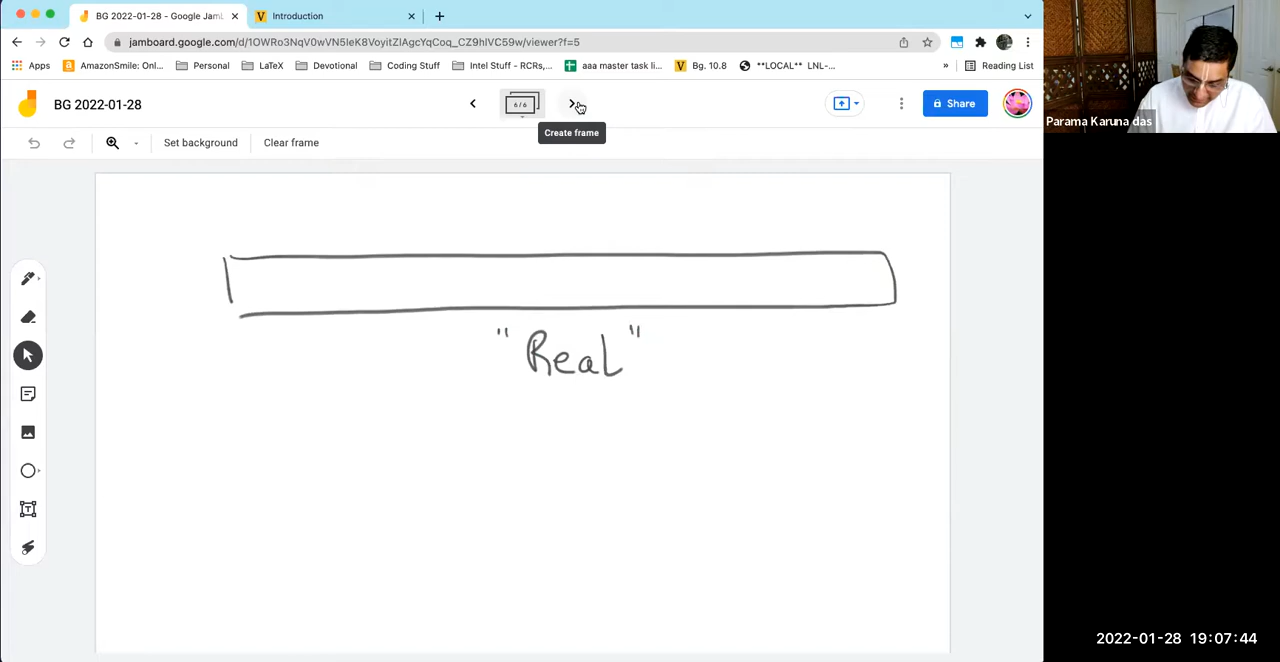 BG 2022-01-28 - Google Jam
Introduction
jamboard.google.com/d/1OWRo3NqV0wVN5leK8VoyitZlAgcYqCoq_CZ9hlVC59w/viewer?f=5
Apps
AmazonSmile: Onl...
Personal
LaTeX
Devotional
Coding Stuff
Intel Stuff - RCRs,...
aaa master task li...
Bg. 10.8
**LOCAL** LNL-...
»
Reading List
BG 2022-01-28
6/6
Share
Create frame
Set background
Clear frame
"Real"
Parama Karuna das
2022-01-28 19:07:44